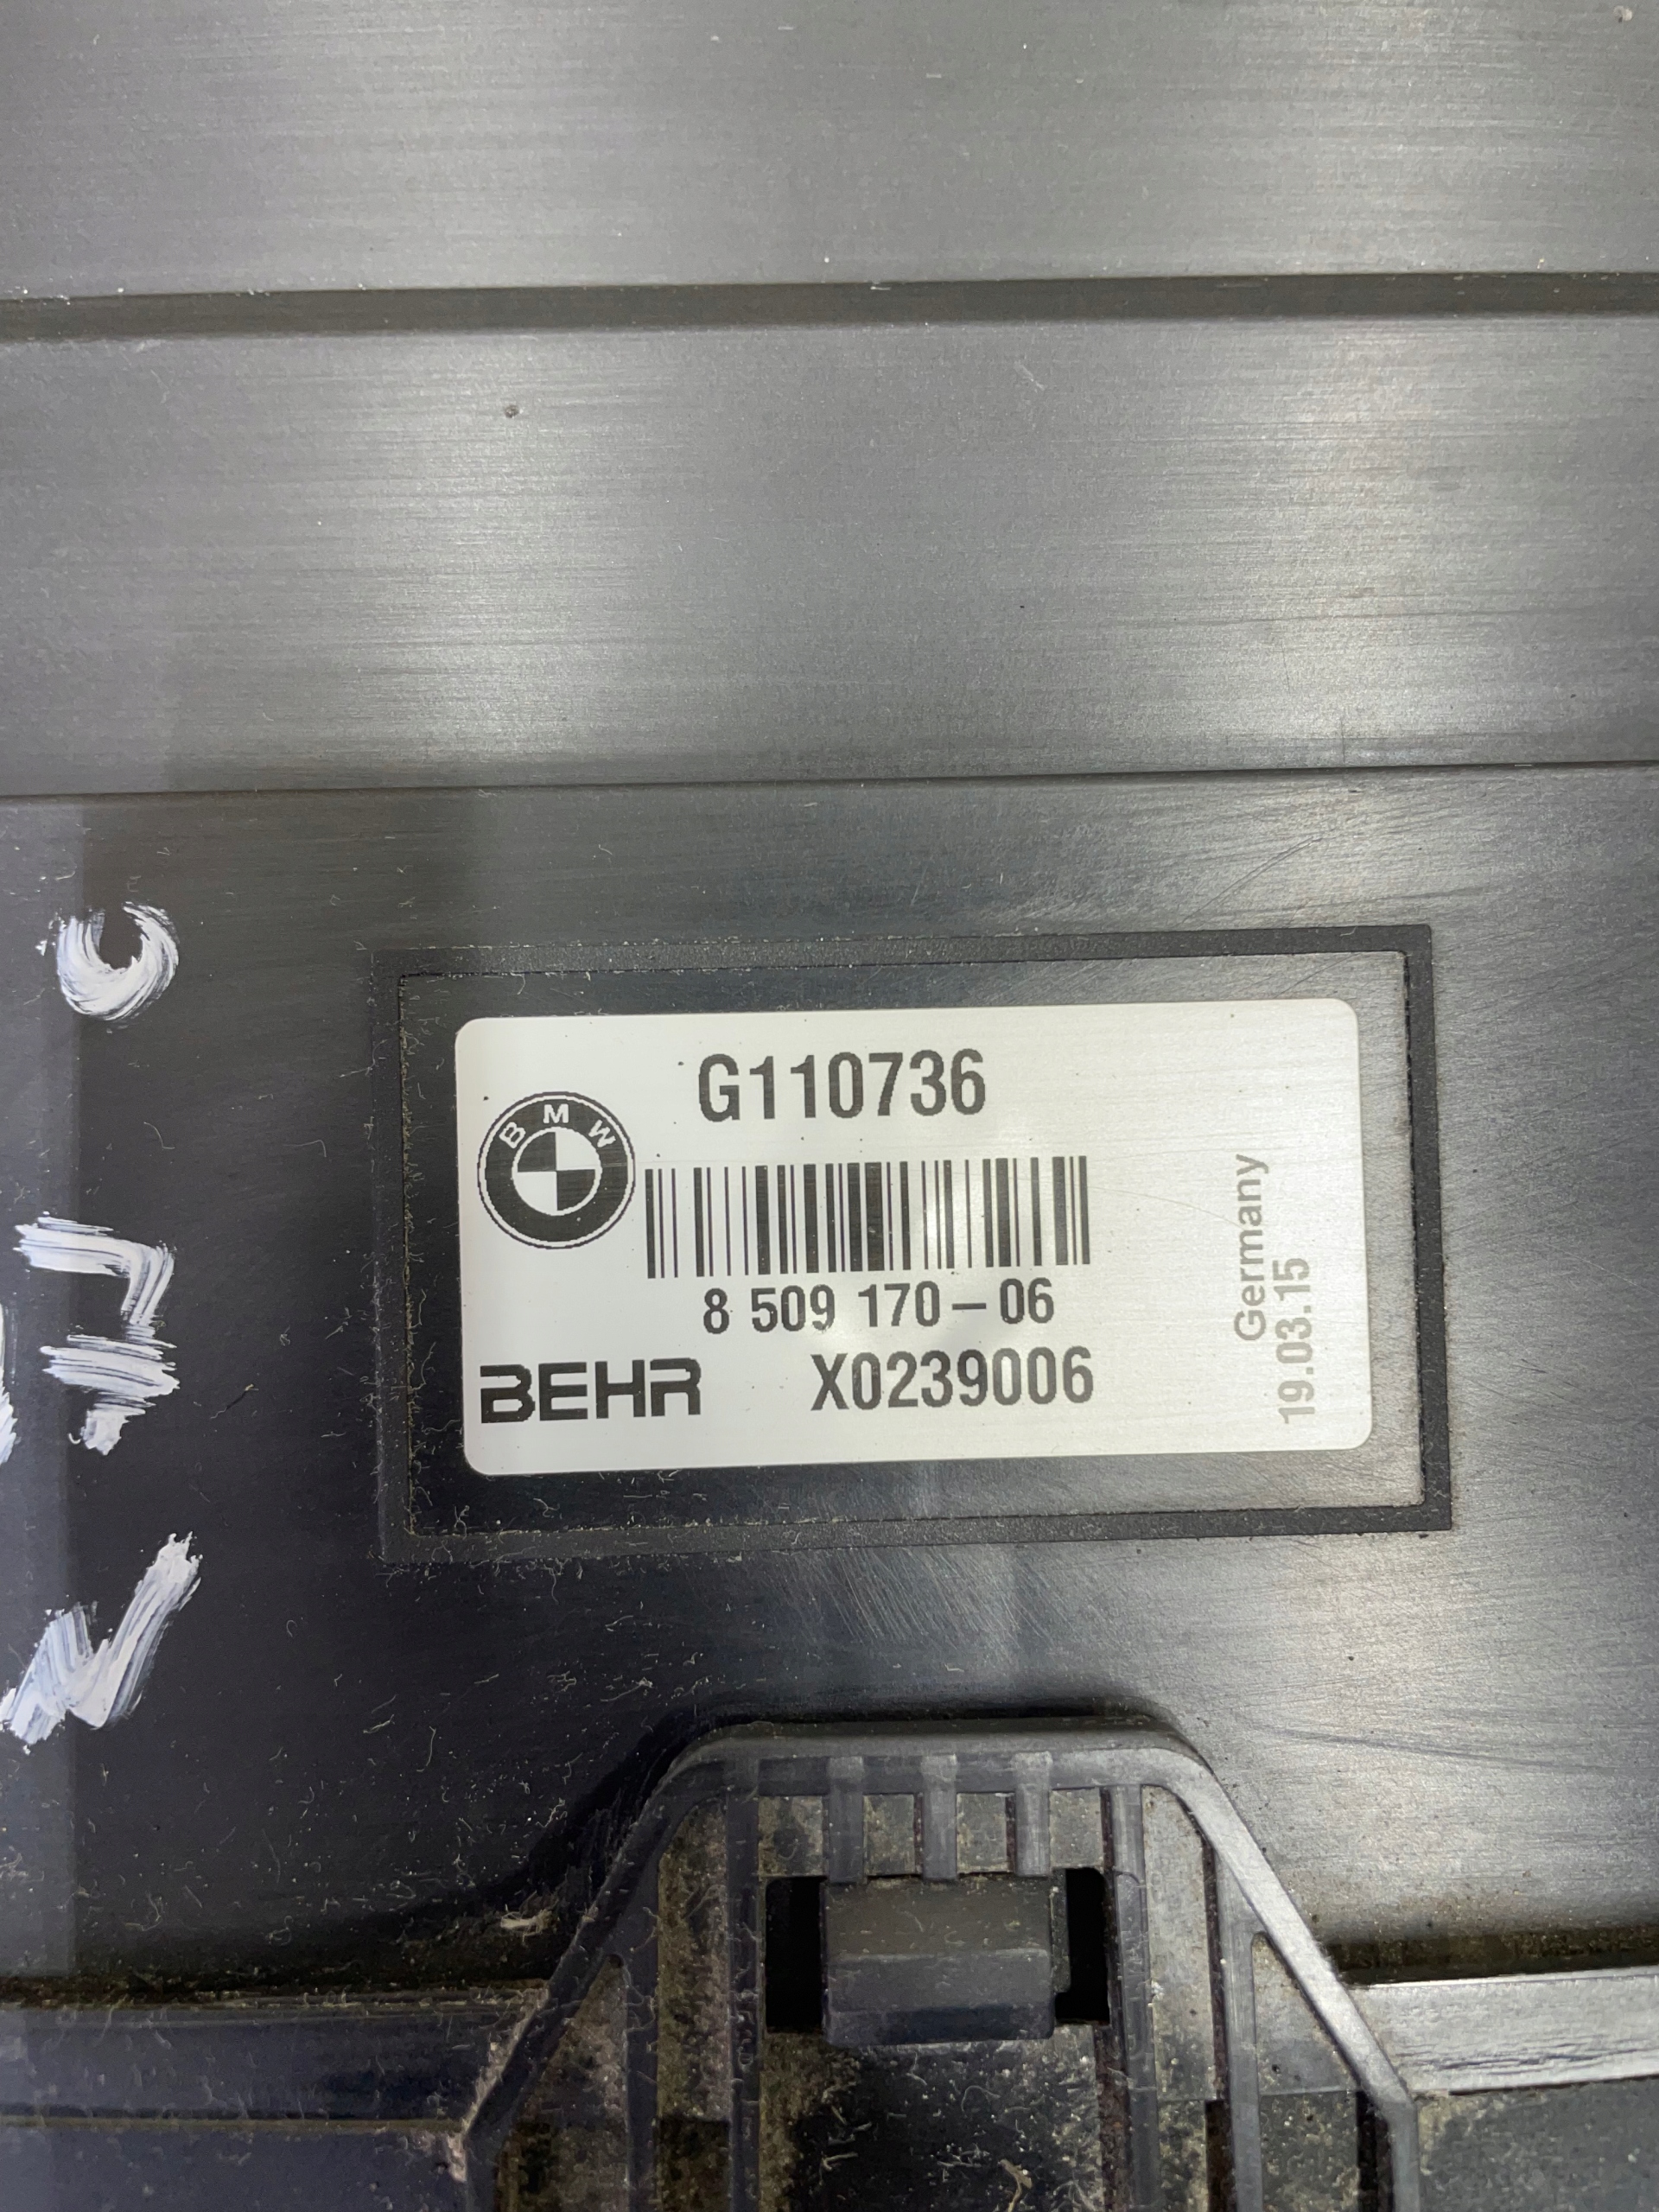 G110736
BMW
8 509 170-06
BEHR X0239006
Germany
19.03.15